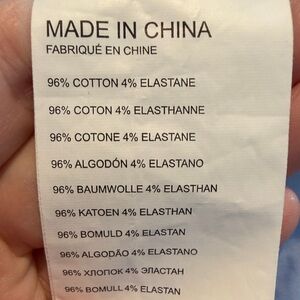 MADE IN CHINA
FABRIQUÉ EN CHINE
96% COTTON 4% ELASTANE
96% COTON 4% ELASTHANNE
96% COTONE 4% ELASTANE
96% ALGODÓN 4% ELASTANO
96% BAUMWOLLE 4% ELASTHAN
96% KATOEN 4% ELASTHAN
96% BOMULD 4% ELASTAN
96% ALGODÃO 4% ELASTANO
96% ХЛОПОК 4% ЭЛАСТАН
96% BOMULL 4% ELASTAN